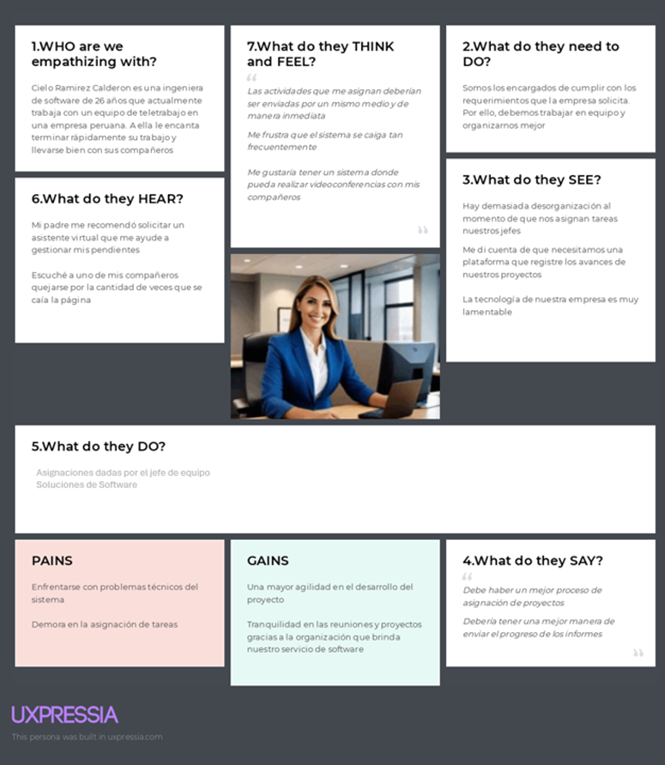 1.WHO are we
empathizing with?
Cielo Ramirez Calderon es una ingeniera
de software de 26 años que actualmente
trabaja con un equipo de teletrabajo en
una empresa peruana. A ella le encanta
terminar rápidamente su trabajo y
llevarse bien con sus compañeros
7.What do they THINK
and FEEL?
Las actividades que me asignan deberían
ser enviadas por un mismo medio y de
manera inmediata
Me frustra que el sistema se caiga tan
frecuentemente
Me gustaría tener un sistema donde
pueda realizar videoconferencias con mis
compañeros
2.What do they need to
DO?
Somos los encargados de cumplir con los
requerimientos que la empresa solicita.
Por ello, debemos trabajar en equipo y
organizarnos mejor
6.What do they HEAR?
Mi padre me recomendó solicitar un
asistente virtual que me ayude a
gestionar mis pendientes
Escuché a uno de mis compañeros
quejarse por la cantidad de veces que se
caía la página
3.What do they SEE?
Hay demasiada desorganización al
momento de que nos asignan tareas
nuestros jefes
Me di cuenta de que necesitamos una
plataforma que registre los avances de
nuestros proyectos
La tecnología de nuestra empresa es muy
lamentable
5.What do they DO?
Asignaciones dadas por el jefe de equipo
Soluciones de Software
PAINS
Enfrentarse con problemas técnicos del
sistema
Demora en la asignación de tareas
GAINS
Una mayor agilidad en el desarrollo del
proyecto
Tranquilidad en las reuniones y proyectos
gracias a la organización que brinda
nuestro servicio de software
4.What do they SAY?
Debe haber un mejor proceso de
asignación de proyectos
Debería tener una mejor manera de
enviar el progreso de los informes
UXPRESSIA
This persona was built in uxpressia.com